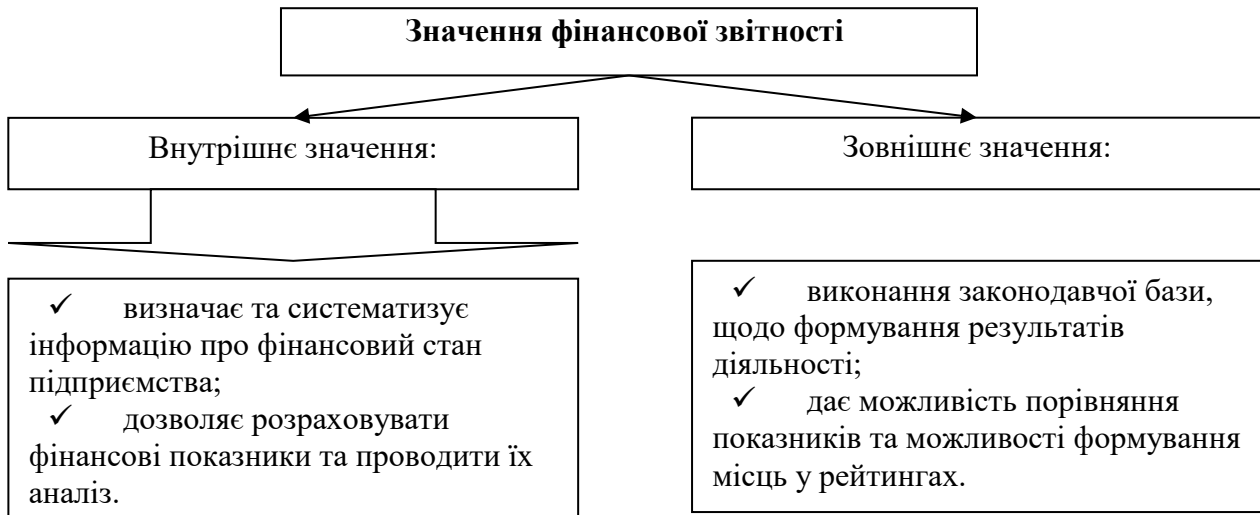 Значення фінансової звітності
Внутрішнє значення:
Зовнішнє значення:
✓ визначає та систематизує
інформацію про фінансовий стан
підприємства;
✓ дозволяє розраховувати
фінансові показники та проводити їх
аналіз.
✓ виконання законодавчої бази,
щодо формування результатів
діяльності;
✓ дає можливість порівняння
показників та можливості формування
місць у рейтингах.